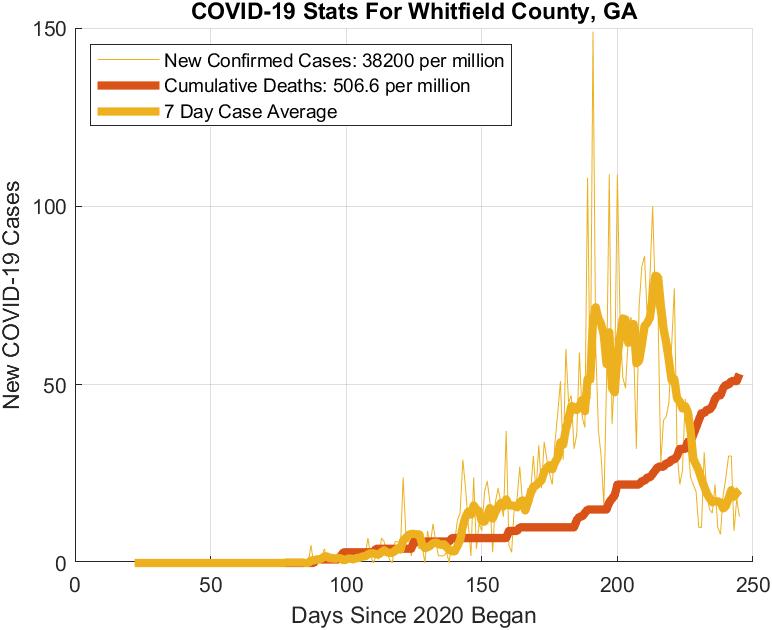 COVID-19 Stats For Whitfield County, GA
150
New Confirmed Cases: 38200 per million
Cumulative Deaths: 506.6 per million
7 Day Case Average
100
New COVID-19 Cases
50
0
0 50 100 150 200 250
Days Since 2020 Began